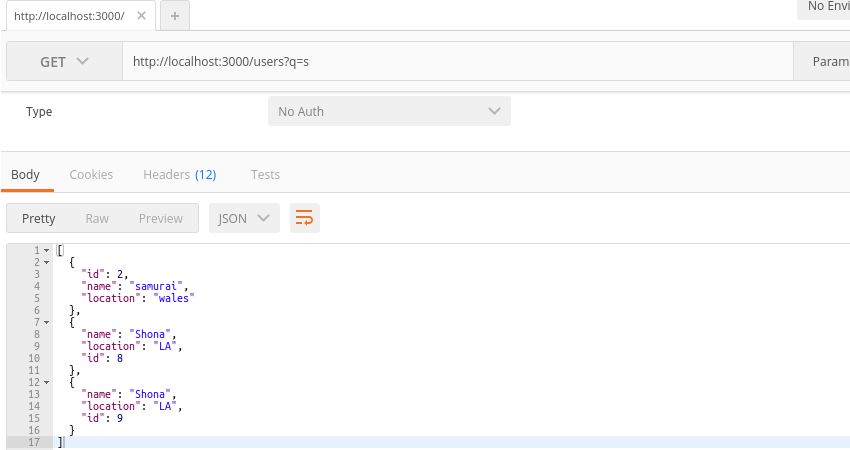 http://localhost:3000/
No Envi
GET http://localhost:3000/users?q=s Param
Type No Auth
Body Cookies Headers (12) Tests
Pretty Raw Preview JSON
1 [
2 {
3 "id": 2,
4 "name": "samurai",
5 "location": "wales"
6 },
7 {
8 "name": "Shona",
9 "location": "LA",
10 "id": 8
11 },
12 {
13 "name": "Shona",
14 "location": "LA",
15 "id": 9
16 }
17 ]